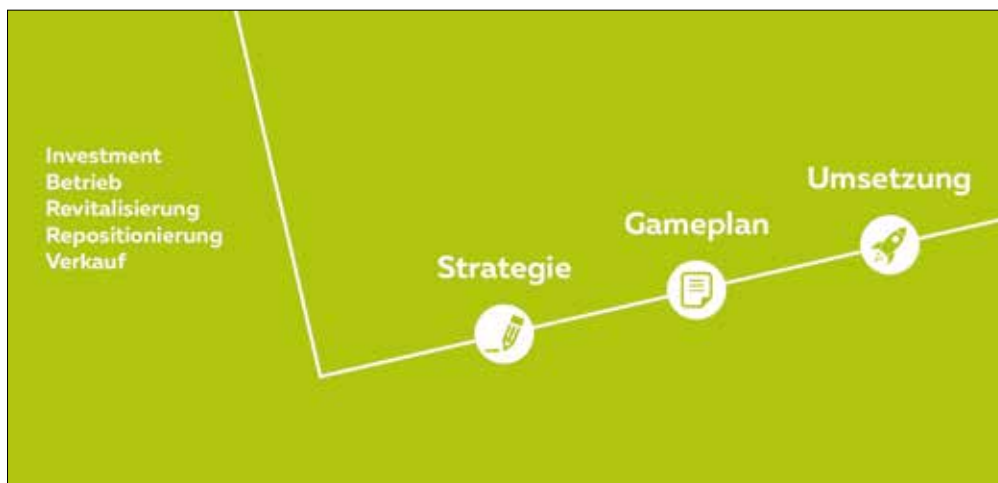 Investment
Betrieb
Revitalisierung
Repositionierung
Verkauf
Strategie
Gameplan
Umsetzung